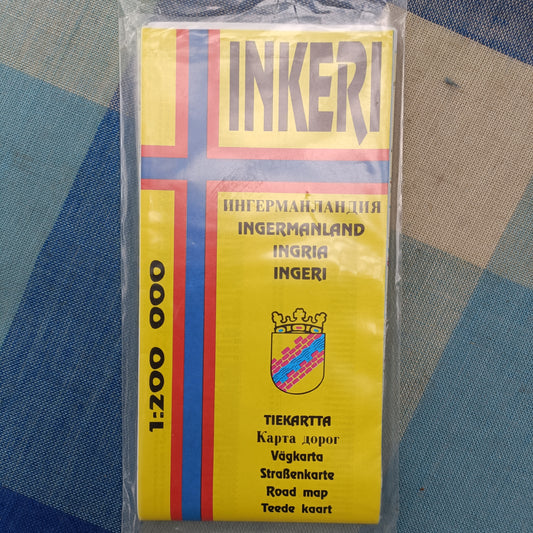 INKERI
ИНГЕРМАНЛАНДИЯ
INGERMANLAND
INGRIA
INGERI
1:200 000
TIEKARTTA
Карта дорог
Vägkarta
Straßenkarte
Road map
Teede kaart